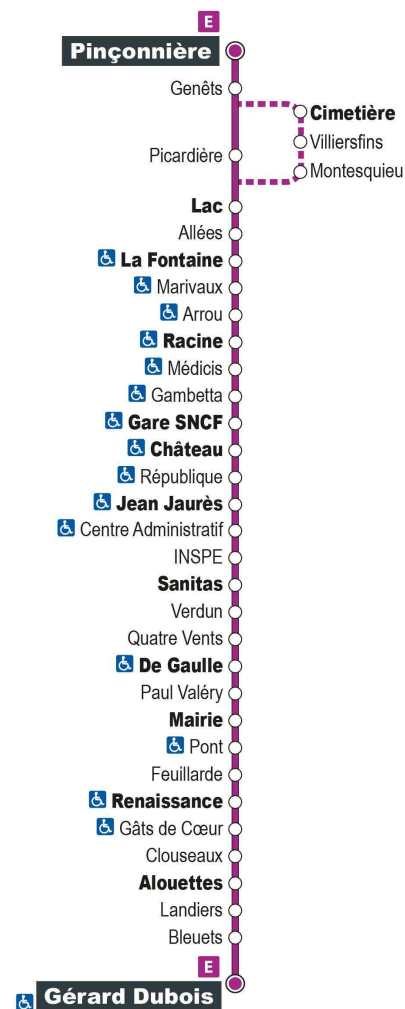 E
Pinçonnière
Genêts
Cimetière
Villiersfins
Picardière
Montesquieu
Lac
Allées
La Fontaine
Marivaux
Arrou
Racine
Médicis
Gambetta
Gare SNCF
Château
République
Jean Jaurès
Centre Administratif
INSPE
Sanitas
Verdun
Quatre Vents
De Gaulle
Paul Valéry
Mairie
Pont
Feuillarde
Renaissance
Gâts de Cœur
Clouseaux
Alouettes
Landiers
Bleuets
E
Gérard Dubois